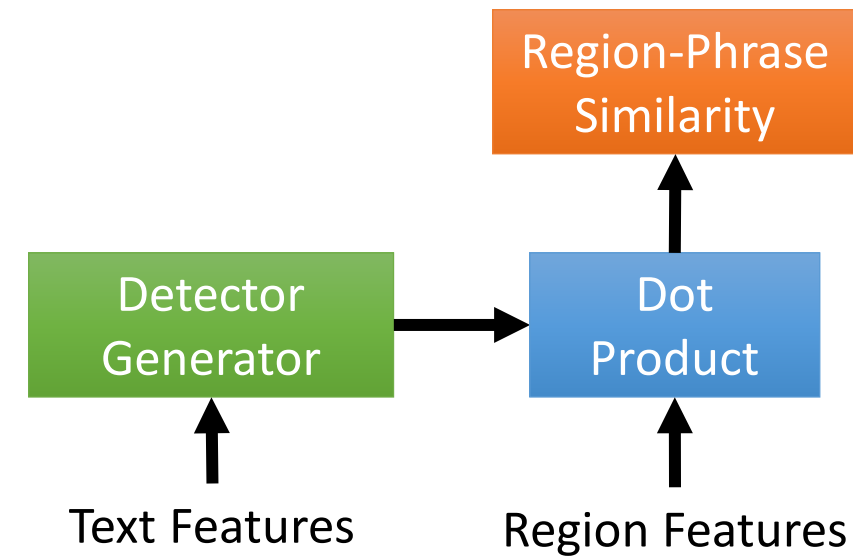 Region-Phrase
Similarity
Detector
Generator
Dot
Product
Text Features
Region Features